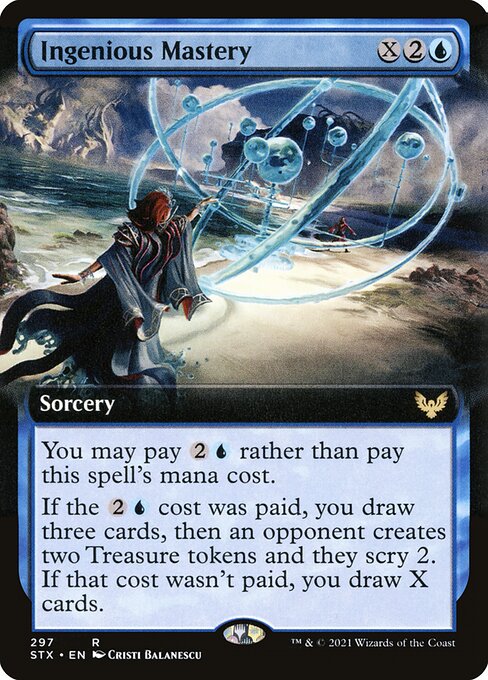 Ingenious Mastery X2
Sorcery
You may pay 2 rather than pay
this spell's mana cost.
If the 2 cost was paid, you draw
three cards, then an opponent creates
two Treasure tokens and they scry 2.
If that cost wasn't paid, you draw X
cards.
297 R
STX • EN Cristi Balanescu
™ & © 2021 Wizards of the Coast